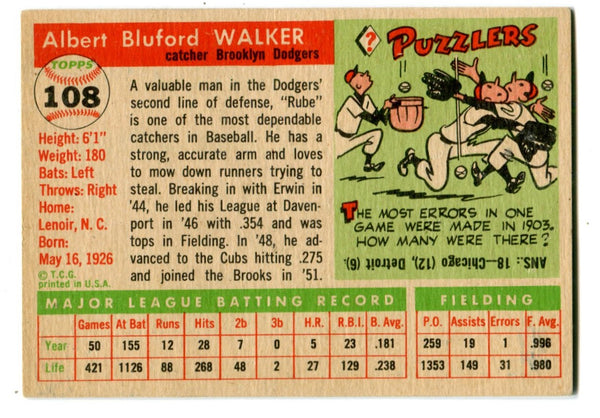 Albert Bluford WALKER
catcher Brooklyn Dodgers
TOPPS
108
Height: 6'1"
Weight: 180
Bats: Left
Throws: Right
Home:
Lenoir, N. C.
Born:
May 16, 1926
© T.C.G.
printed in U.S.A.
A valuable man in the Dodgers'
second line of defense, "Rube"
is one of the most dependable
catchers in Baseball. He has a
strong, accurate arm and loves
to mow down runners trying to
steal. Breaking in with Erwin in
'44, he led his League at Daven-
port in '46 with .354 and was
tops in Fielding. In '48, he ad-
vanced to the Cubs hitting .275
and joined the Brooks in '51.
? PUZZLERS
THE MOST ERRORS IN ONE
GAME WERE MADE IN 1903.
HOW MANY WERE THERE?
ANS.: 18—Chicago (12), Detroit (6).
MAJOR LEAGUE BATTING RECORD
FIELDING
Games At Bat Runs Hits 2b 3b H.R. R.B.I. B. Avg. P.O. Assists Errors F. Avg.
Year 50 155 12 28 7 0 5 23 .181 259 19 1 .996
Life 421 1126 88 268 48 2 27 129 .238 1353 149 31 .980